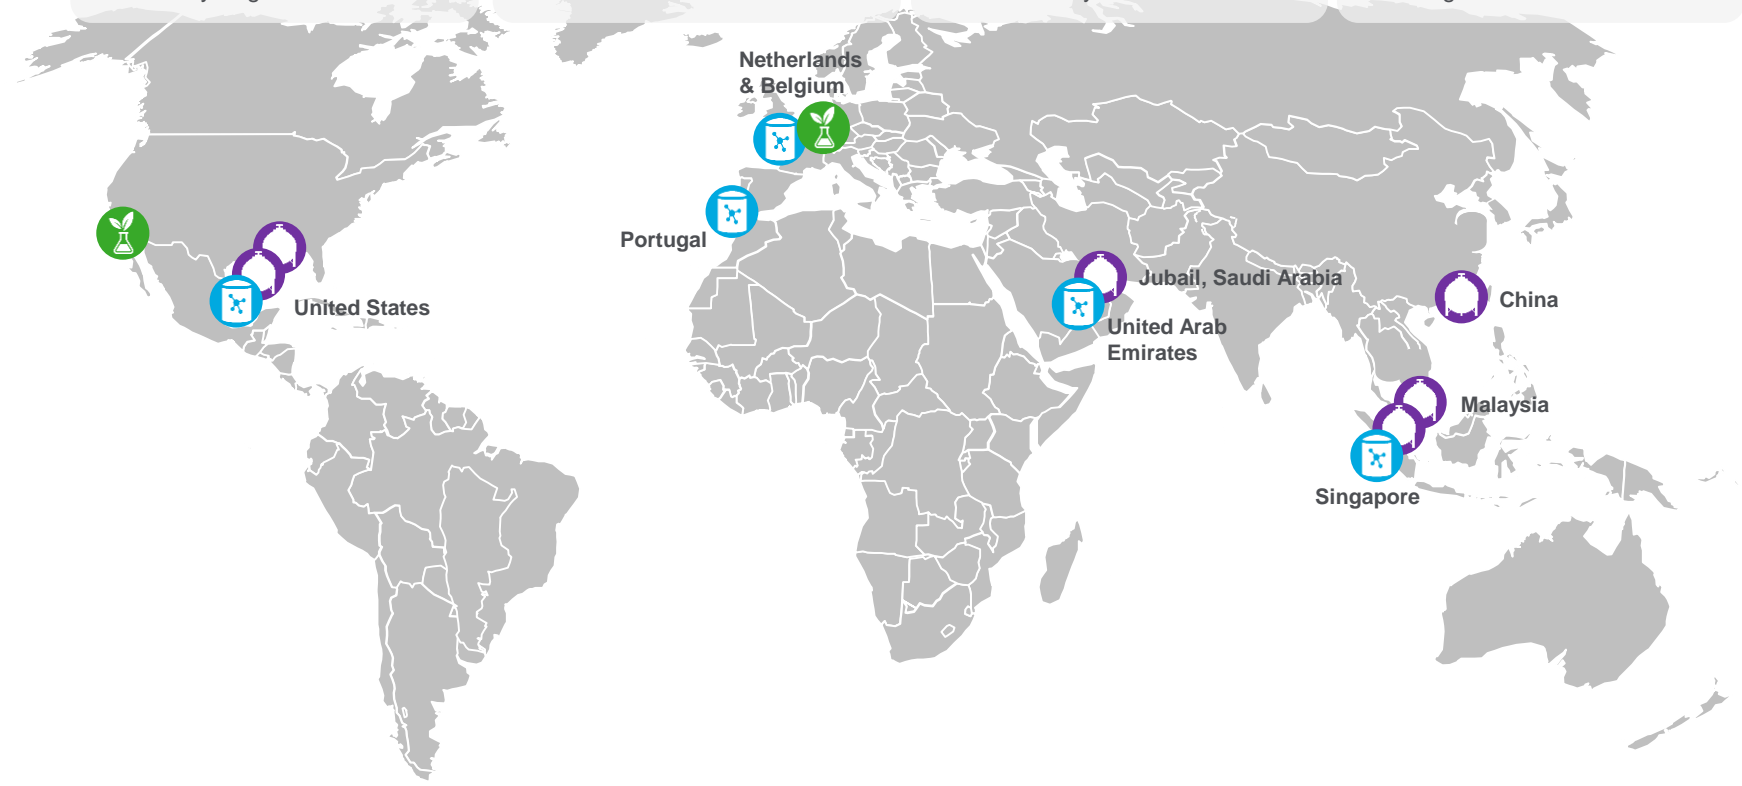 Netherlands
& Belgium
Portugal
United States
Jubail, Saudi Arabia
United Arab
Emirates
China
Malaysia
Singapore